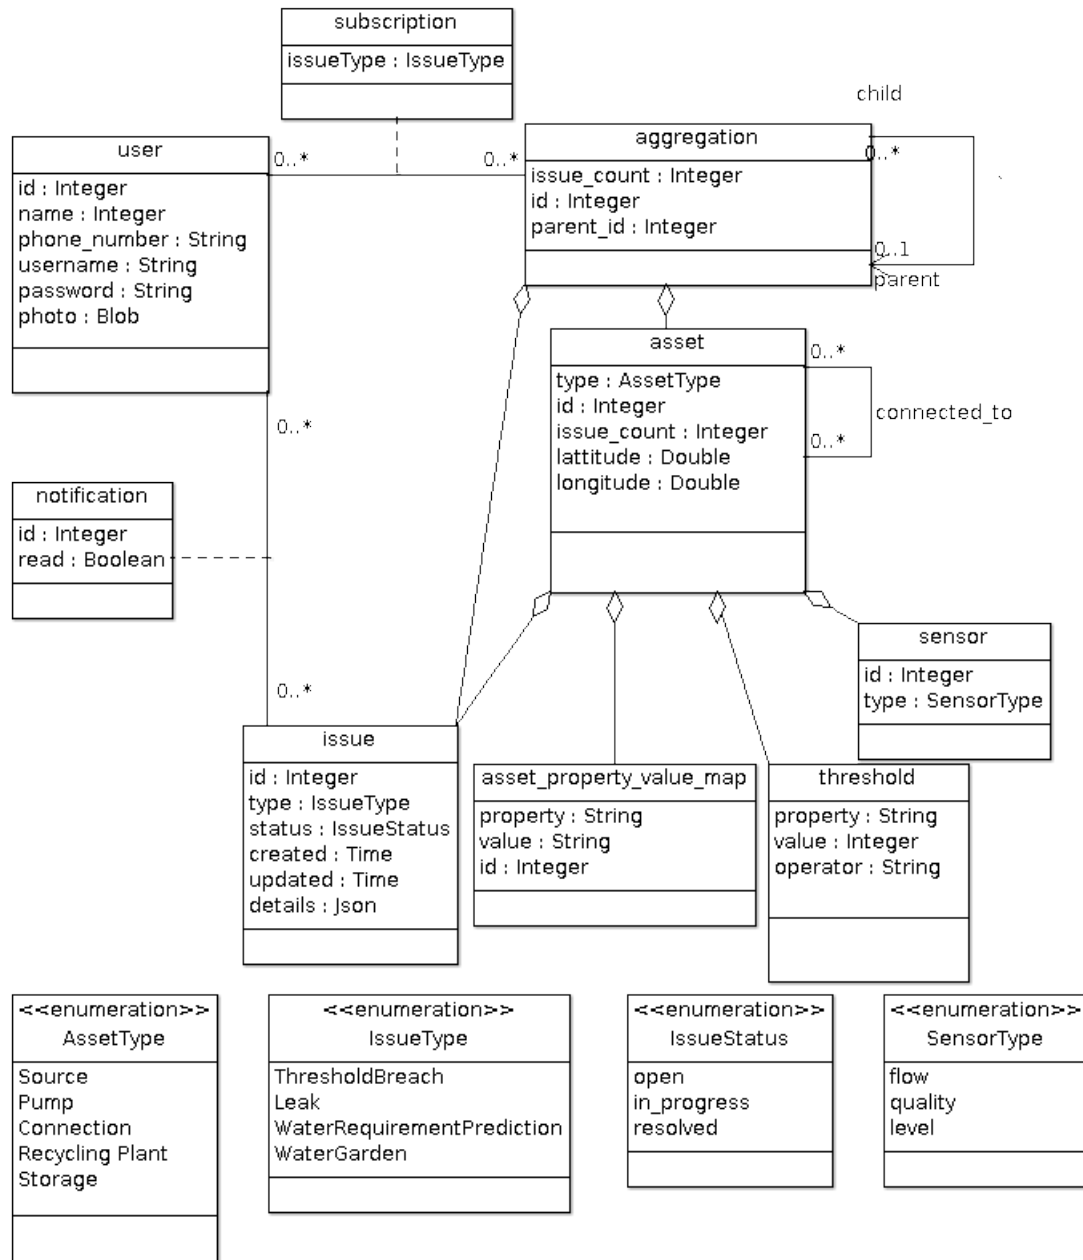 subscription
issueType : IssueType
child
user
id : Integer
name : Integer
phone_number : String
username : String
password : String
photo : Blob
0..*
0..*
aggregation
issue_count : Integer
id : Integer
parent_id : Integer
0..*
0..1
parent
asset
type : AssetType
id : Integer
issue_count : Integer
lattitude : Double
longitude : Double
0..*
connected_to
0..*
0..*
notification
id : Integer
read : Boolean
0..*
sensor
id : Integer
type : SensorType
issue
id : Integer
type : IssueType
status : IssueStatus
created : Time
updated : Time
details : Json
asset_property_value_map
property : String
value : String
id : Integer
threshold
property : String
value : Integer
operator : String
<<enumeration>>
AssetType
Source
Pump
Connection
Recycling Plant
Storage
<<enumeration>>
IssueType
ThresholdBreach
Leak
WaterRequirementPrediction
WaterGarden
<<enumeration>>
IssueStatus
open
in_progress
resolved
<<enumeration>>
SensorType
flow
quality
level